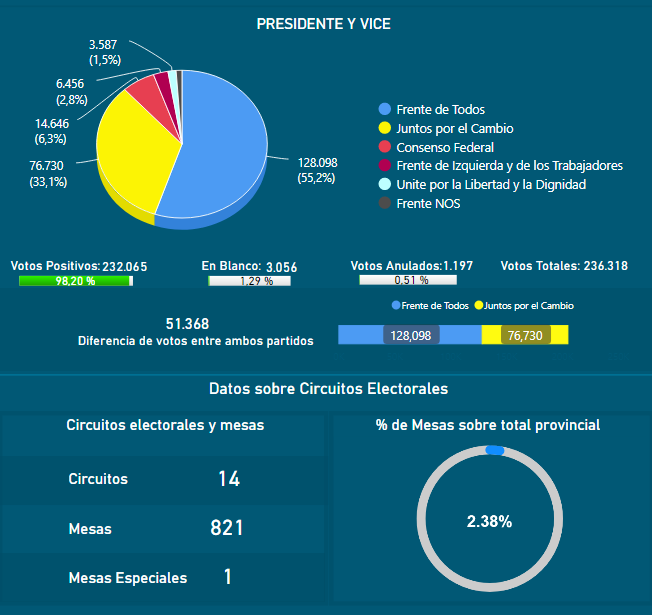 PRESIDENTE Y VICE
3.587
(1,5%)
6.456
(2,8%)
14.646
(6,3%)
76.730
(33,1%)
128.098
(55,2%)
Frente de Todos
Juntos por el Cambio
Consenso Federal
Frente de Izquierda y de los Trabajadores
Unite por la Libertad y la Dignidad
Frente NOS
Votos Positivos: 232.065
98,20 %
En Blanco: 3.056
1,29 %
Votos Anulados: 1.197
0,51 %
Votos Totales: 236.318
51.368
Diferencia de votos entre ambos partidos
Frente de Todos Juntos por el Cambio
128,098 76,730
Datos sobre Circuitos Electorales
Circuitos electorales y mesas
Circuitos 14
Mesas 821
Mesas Especiales 1
% de Mesas sobre total provincial
2.38%